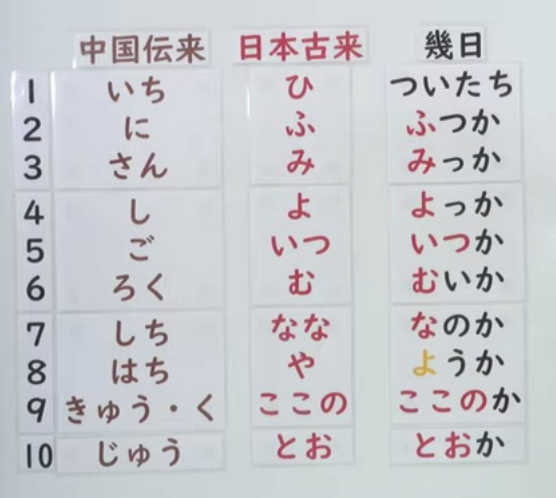 中国伝来 日本古来 幾日
1 いち ひ ついたち
2 に ふ ふつか
3 さん み みっか
4 し よ よっか
5 ご いつ いつか
6 ろく む むいか
7 しち なな なのか
8 はち や ようか
9 きゅう・く ここの ここのか
10 じゅう とお とおか